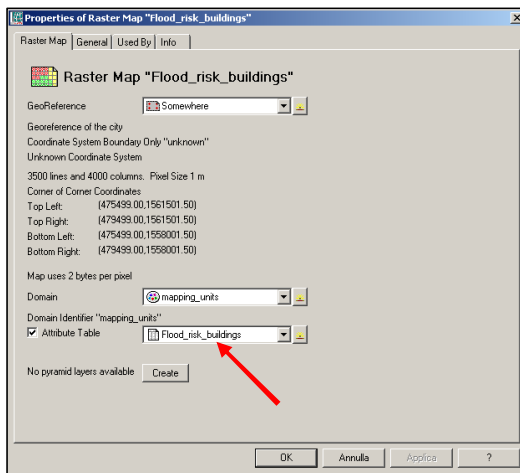 Properties of Raster Map "Flood_risk_buildings"
Raster Map General Used By Info
Raster Map "Flood_risk_buildings"
GeoReference Somewhere
Georeference of the city
Coordinate System Boundary Only "unknown"
Unknown Coordinate System
3500 lines and 4000 columns. Pixel Size 1 m
Corner of Corner Coordinates
Top Left: (475499.00,1561501.50)
Top Right: (479499.00,1561501.50)
Bottom Left: (475499.00,1558001.50)
Bottom Right: (479499.00,1558001.50)
Map uses 2 bytes per pixel
Domain mapping_units
Domain Identifier "mapping_units"
Attribute Table Flood_risk_buildings
No pyramid layers available Create
OK Annulla Applica ?